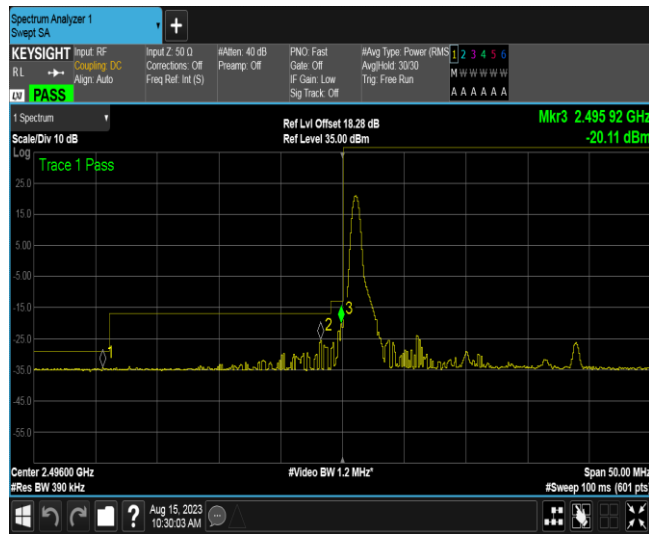 Spectrum Analyzer 1
Swept SA
KEYSIGHT
RL
LXI PASS
Input: RF
Coupling: DC
Align: Auto
Input Z: 50 Ω
Corrections: Off
Freq Ref: Int (S)
#Atten: 40 dB
Preamp: Off
PNO: Fast
Gate: Off
IF Gain: Low
Sig Track: Off
#Avg Type: Power (RMS
Avg|Hold: 30/30
Trig: Free Run
1 2 3 4 5 6
M W W W W W
A A A A A A
1 Spectrum
Scale/Div 10 dB
Ref Lvl Offset 18.28 dB
Ref Level 35.00 dBm
Mkr3 2.495 92 GHz
-20.11 dBm
Log
Trace 1 Pass
25.0
15.0
5.00
-5.00
-15.0
-25.0
-35.0
-45.0
-55.0
1
2
3
Center 2.49600 GHz
#Res BW 390 kHz
#Video BW 1.2 MHz*
Span 50.00 MHz
#Sweep 100 ms (601 pts)
?
Aug 15, 2023
10:30:03 AM